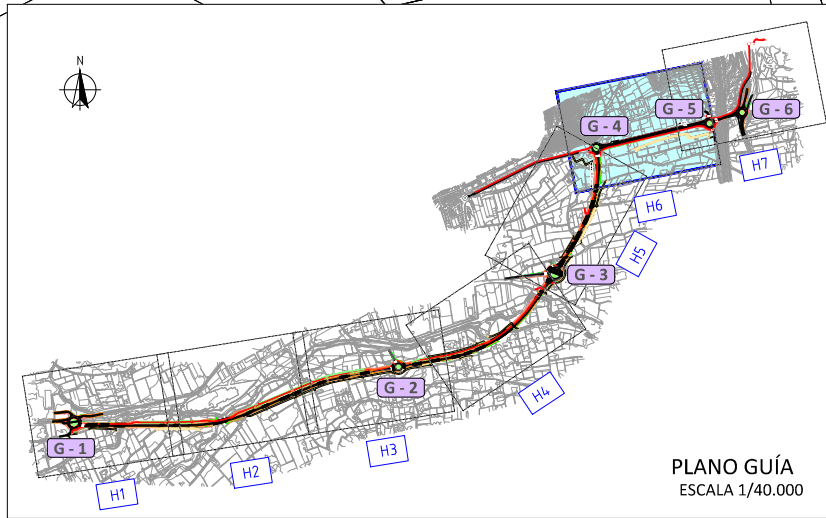 N
G - 5
G - 6
G - 4
H7
H6
H5
G - 3
G - 2
H4
G - 1
H3
H2
H1
PLANO GUÍA
ESCALA 1/40.000